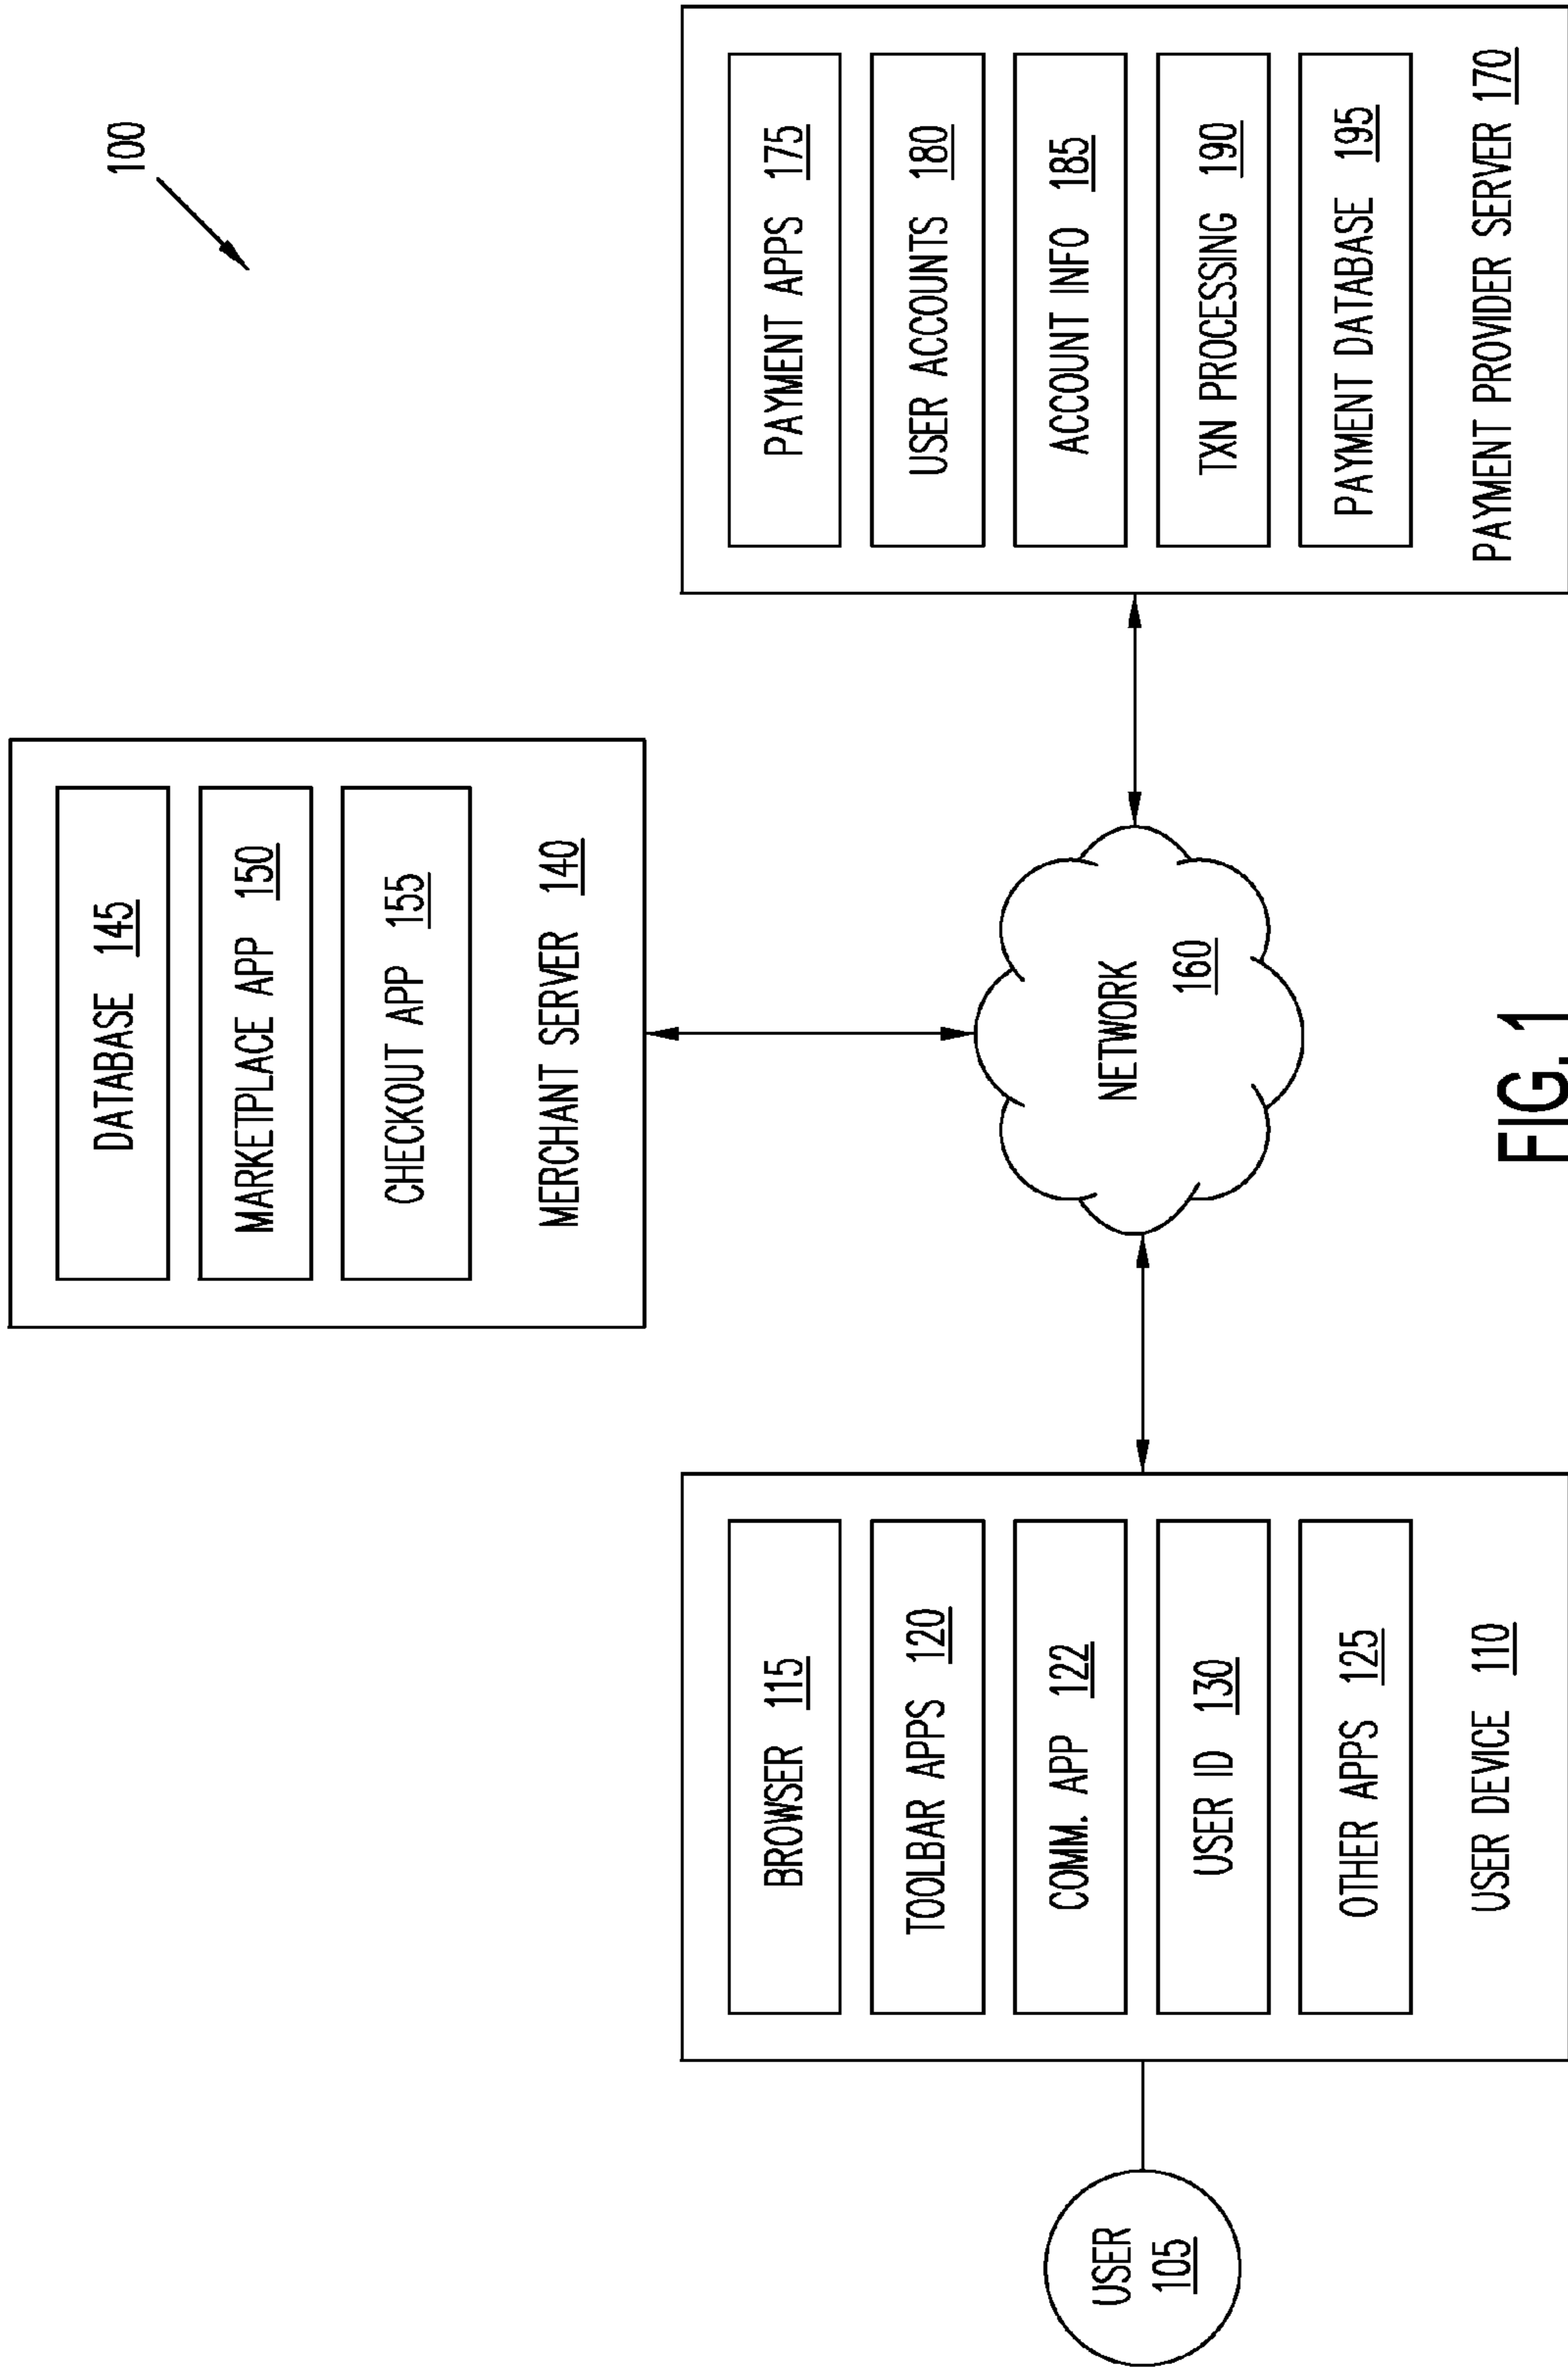 100
DATABASE 145
MARKETPLACE APP 150
CHECKOUT APP 155
MERCHANT SERVER 140
USER
105
BROWSER 115
TOOLBAR APPS 120
COMM. APP 122
USER ID 130
OTHER APPS 125
USER DEVICE 110
NETWORK
160
PAYMENT APPS 175
USER ACCOUNTS 180
ACCOUNT INFO 185
TXN PROCESSING 190
PAYMENT DATABASE 195
PAYMENT PROVIDER SERVER 170
FIG. 1